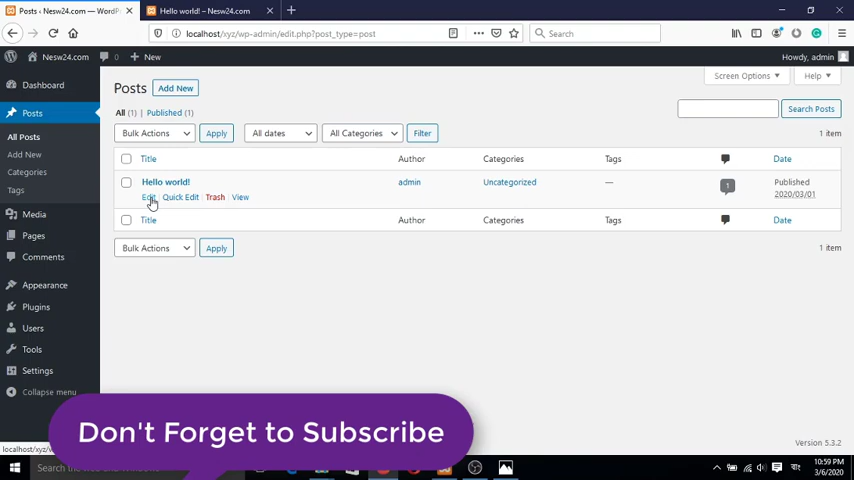 Posts ‹ Nesw24.com — WordP
Hello world! – Nesw24.com
localhost/xyz/wp-admin/edit.php?post_type=post
Search
Nesw24.com
0
New
Howdy, admin
Dashboard
Posts
All Posts
Add New
Categories
Tags
Media
Pages
Comments
Appearance
Plugins
Users
Tools
Settings
Collapse menu
Screen Options
Help
Posts
Add New
All (1) | Published (1)
Search Posts
Bulk Actions
Apply
All dates
All Categories
Filter
1 item
Title
Author
Categories
Tags
Date
Hello world!
admin
Uncategorized
—
1
Published
2020/03/01
Edit | Quick Edit | Trash | View
Title
Author
Categories
Tags
Date
Bulk Actions
Apply
1 item
Don't Forget to Subscribe
Version 5.3.2
localhost/xyz/w
10:59 PM
3/6/2020